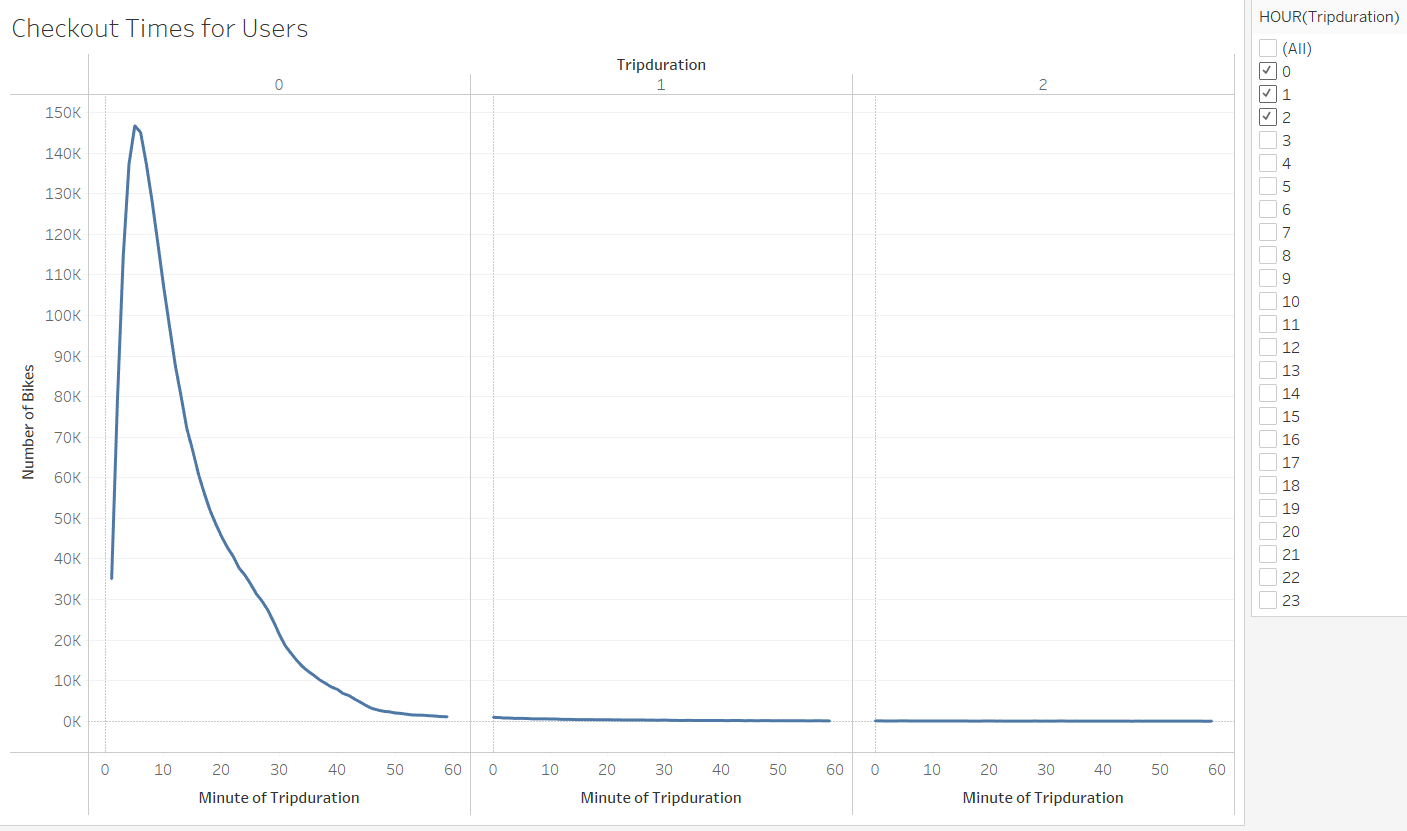 Checkout Times for Users
Tripduration
0 1 2
Number of Bikes
150K
140K
130K
120K
110K
100K
90K
80K
70K
60K
50K
40K
30K
20K
10K
0K
0 10 20 30 40 50 60 0 10 20 30 40 50 60 0 10 20 30 40 50 60
Minute of Tripduration Minute of Tripduration Minute of Tripduration
HOUR(Tripduration)
(All)
0
1
2
3
4
5
6
7
8
9
10
11
12
13
14
15
16
17
18
19
20
21
22
23